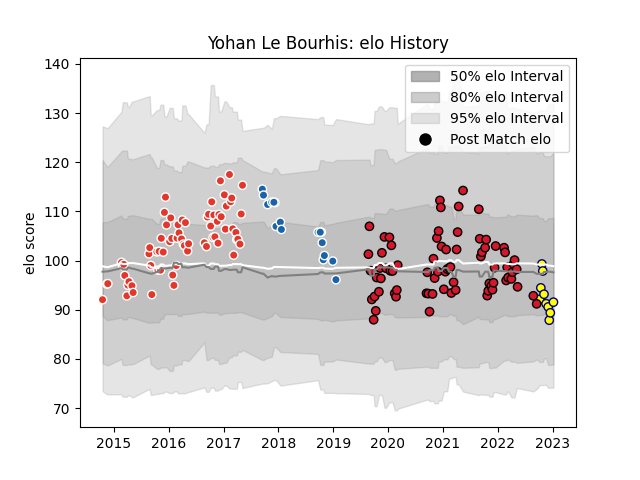 Yohan Le Bourhis: elo History
50% elo Interval
80% elo Interval
95% elo Interval
Post Match elo
elo score
140
130
120
110
100
90
80
70
2015 2016 2017 2018 2019 2020 2021 2022 2023